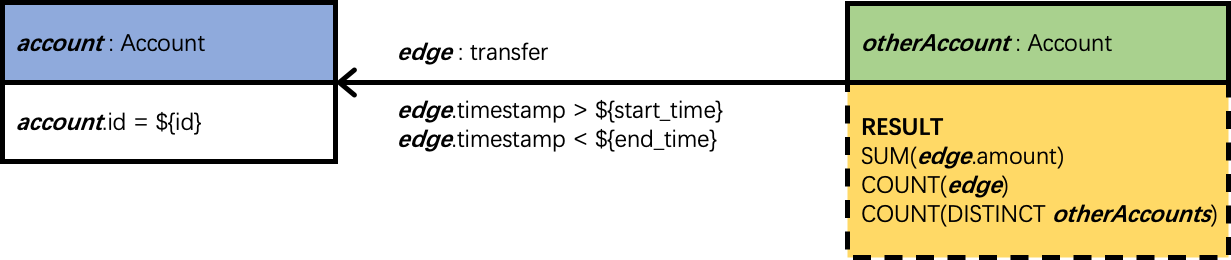 account : Account
account.id = ${id}
edge : transfer
edge.timestamp > ${start_time}
edge.timestamp < ${end_time}
otherAccount : Account
RESULT
SUM(edge.amount)
COUNT(edge)
COUNT(DISTINCT otherAccounts)